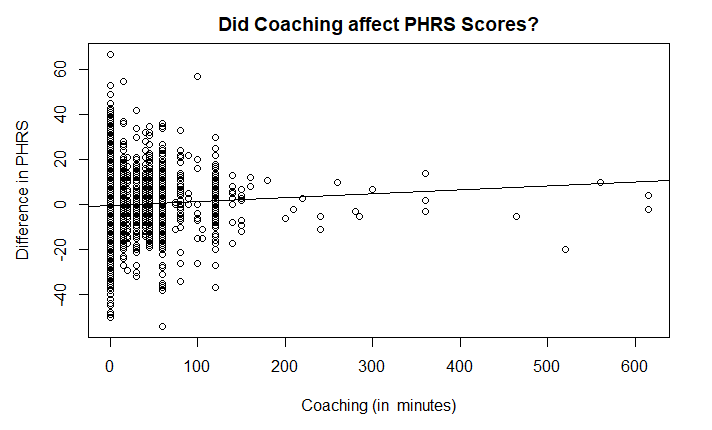 Did Coaching affect PHRS Scores?
Difference in PHRS
60
40
20
0
-20
-40
0 100 200 300 400 500 600
Coaching (in minutes)